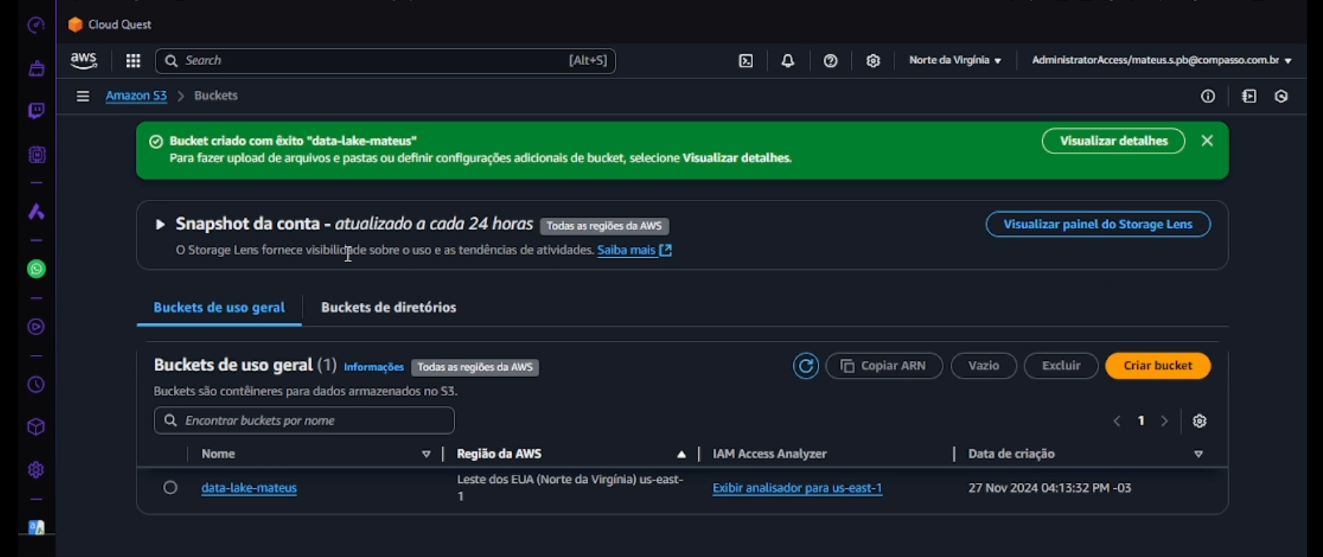 Cloud Quest
aws
Search [Alt+S]
Norte da Virgínia
AdministratorAccess/mateus.s.pb@compasso.com.br
Amazon S3 > Buckets
Bucket criado com êxito "data-lake-mateus"
Para fazer upload de arquivos e pastas ou definir configurações adicionais de bucket, selecione Visualizar detalhes.
Visualizar detalhes
Snapshot da conta - atualizado a cada 24 horas Todas as regiões da AWS
O Storage Lens fornece visibilidade sobre o uso e as tendências de atividades. Saiba mais
Visualizar painel do Storage Lens
Buckets de uso geral Buckets de diretórios
Buckets de uso geral (1) Informações Todas as regiões da AWS
Copiar ARN Vazio Excluir Criar bucket
Buckets são contêineres para dados armazenados no S3.
Encontrar buckets por nome
< 1 >
Nome Região da AWS IAM Access Analyzer Data de criação
data-lake-mateus
Leste dos EUA (Norte da Virgínia) us-east-
1
Exibir analisador para us-east-1
27 Nov 2024 04:13:32 PM -03